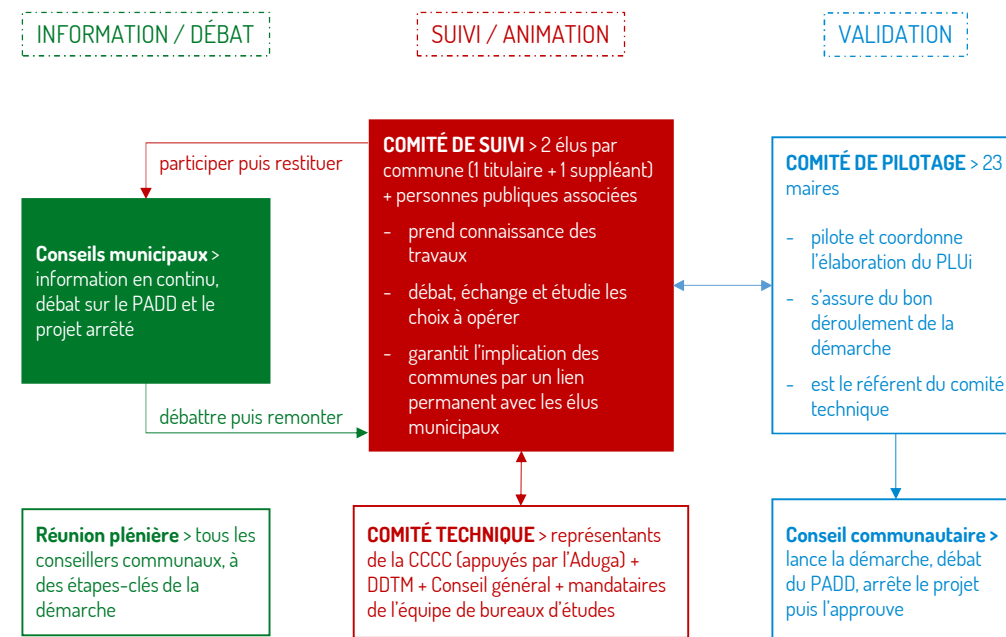 INFORMATION / DÉBAT
SUIVI / ANIMATION
VALIDATION
participer puis restituer
Conseils municipaux >
information en continu,
débat sur le PADD et le
projet arrêté
débattre puis remonter
COMITÉ DE SUIVI > 2 élus par
commune (1 titulaire + 1 suppléant)
+ personnes publiques associées
- prend connaissance des
travaux
- débat, échange et étudie les
choix à opérer
- garantit l'implication des
communes par un lien
permanent avec les élus
municipaux
COMITÉ DE PILOTAGE > 23
maires
- pilote et coordonne
l'élaboration du PLUi
- s'assure du bon
déroulement de la
démarche
- est le référent du comité
technique
Réunion plénière > tous les
conseillers communaux, à
des étapes-clés de la
démarche
COMITÉ TECHNIQUE > représentants
de la CCCC (appuyés par l'Aduga) +
DDTM + Conseil général + mandataires
de l'équipe de bureaux d'études
Conseil communautaire >
lance la démarche, débat
du PADD, arrête le projet
puis l'approuve